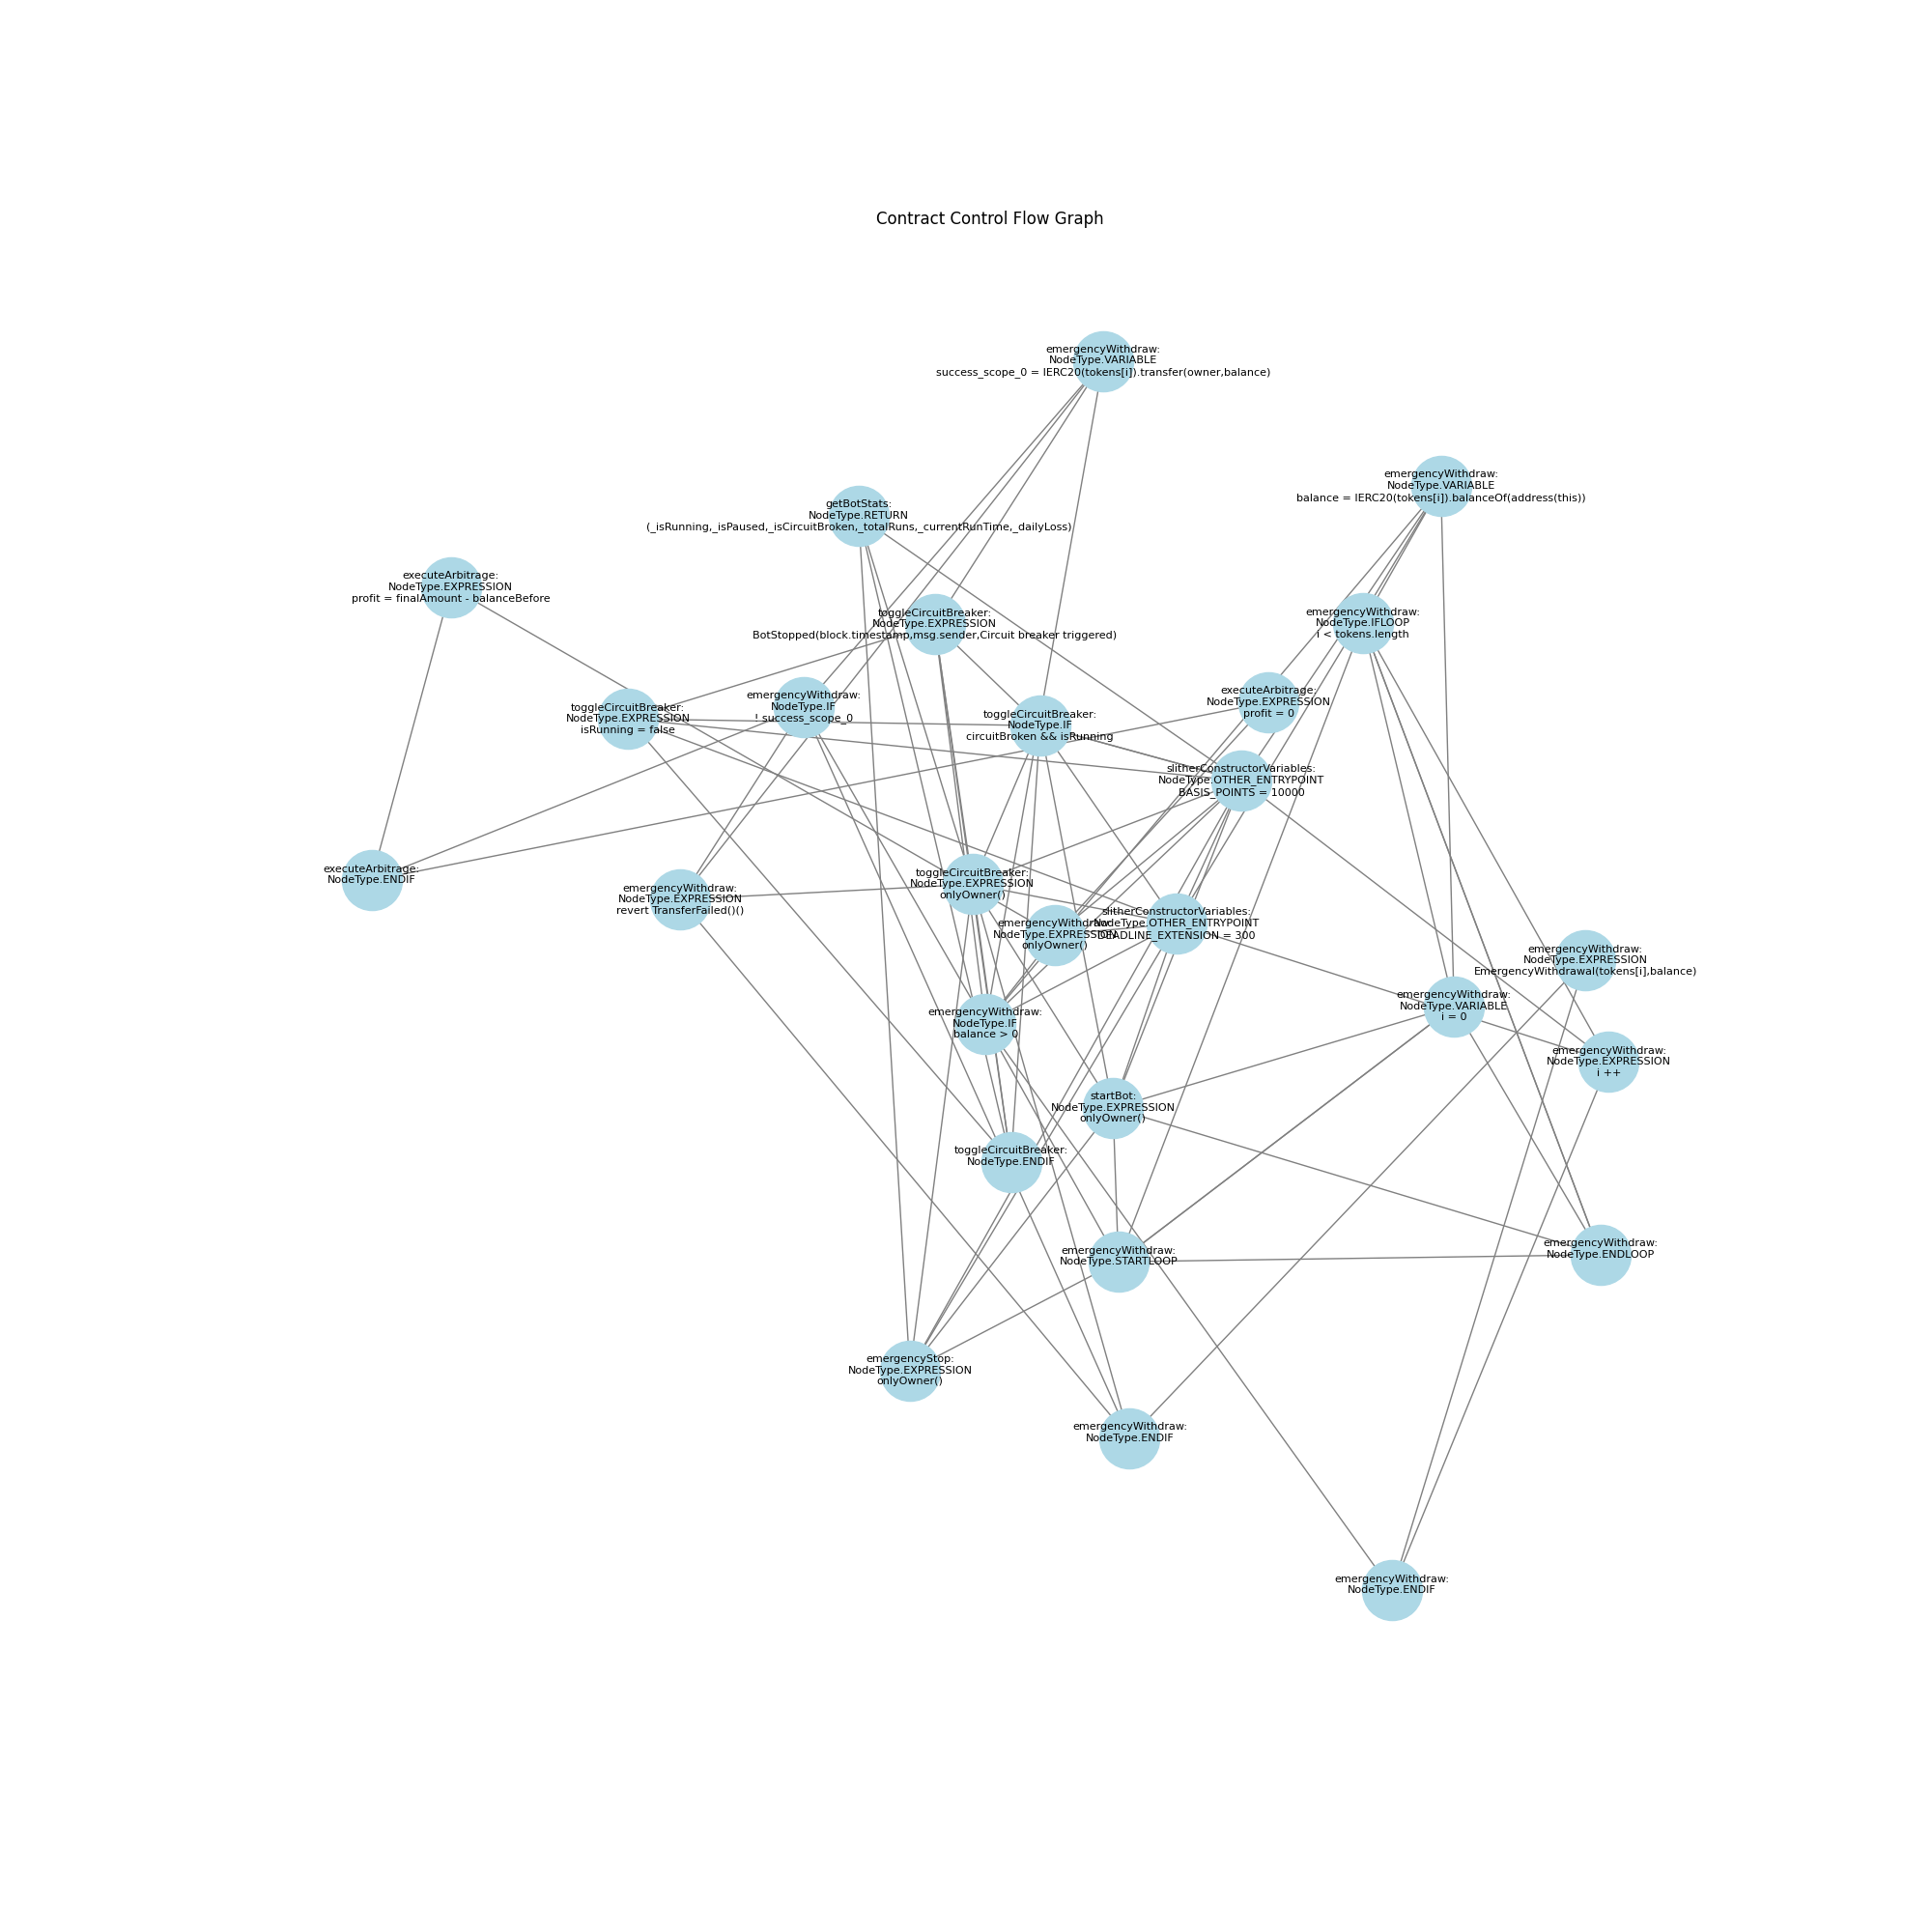 Contract Control Flow Graph
emergencyWithdraw:
NodeType.VARIABLE
success_scope_0 = IERC20(tokens[i]).transfer(owner,balance)
emergencyWithdraw:
NodeType.VARIABLE
balance = IERC20(tokens[i]).balanceOf(address(this))
getBotStats:
NodeType.RETURN
(_isRunning,_isPaused,_isCircuitBroken,_totalRuns,_currentRunTime,_dailyLoss)
executeArbitrage:
NodeType.EXPRESSION
profit = finalAmount - balanceBefore
toggleCircuitBreaker:
NodeType.EXPRESSION
BotStopped(block.timestamp,msg.sender,Circuit breaker triggered)
emergencyWithdraw:
NodeType.IFLOOP
i < tokens.length
executeArbitrage:
NodeType.EXPRESSION
profit = 0
emergencyWithdraw:
NodeType.IF
! success_scope_0
toggleCircuitBreaker:
NodeType.EXPRESSION
isRunning = false
toggleCircuitBreaker:
NodeType.IF
circuitBroken && isRunning
slitherConstructorVariables:
NodeType.OTHER_ENTRYPOINT
BASIS_POINTS = 10000
executeArbitrage:
NodeType.ENDIF
emergencyWithdraw:
NodeType.EXPRESSION
revert TransferFailed()()
toggleCircuitBreaker:
NodeType.EXPRESSION
onlyOwner()
emergencyWithdraw:
NodeType.EXPRESSION
onlyOwner()
slitherConstructorVariables:
NodeType.OTHER_ENTRYPOINT
DEADLINE_EXTENSION = 300
emergencyWithdraw:
NodeType.EXPRESSION
EmergencyWithdrawal(tokens[i],balance)
emergencyWithdraw:
NodeType.VARIABLE
i = 0
emergencyWithdraw:
NodeType.IF
balance > 0
emergencyWithdraw:
NodeType.EXPRESSION
i ++
startBot:
NodeType.EXPRESSION
onlyOwner()
toggleCircuitBreaker:
NodeType.ENDIF
emergencyWithdraw:
NodeType.STARTLOOP
emergencyWithdraw:
NodeType.ENDLOOP
emergencyStop:
NodeType.EXPRESSION
onlyOwner()
emergencyWithdraw:
NodeType.ENDIF
emergencyWithdraw:
NodeType.ENDIF